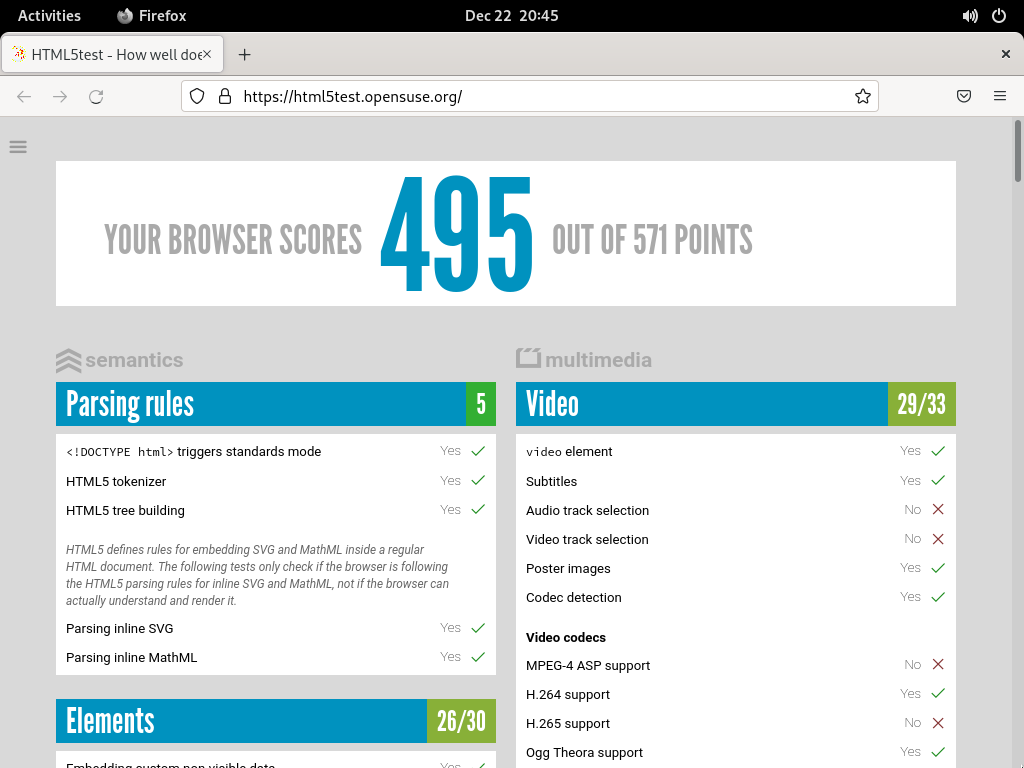 Activities
Firefox
Dec 22 20:45
HTML5test - How well doe
https://html5test.opensuse.org/
YOUR BROWSER SCORES 495 OUT OF 571 POINTS
semantics
Parsing rules 5
<!DOCTYPE html> triggers standards mode Yes
HTML5 tokenizer Yes
HTML5 tree building Yes
HTML5 defines rules for embedding SVG and MathML inside a regular
HTML document. The following tests only check if the browser is following
the HTML5 parsing rules for inline SVG and MathML, not if the browser can
actually understand and render it.
Parsing inline SVG Yes
Parsing inline MathML Yes
Elements 26/30
Embedding custom non-visible data Yes
multimedia
Video 29/33
video element Yes
Subtitles Yes
Audio track selection No
Video track selection No
Poster images Yes
Codec detection Yes
Video codecs
MPEG-4 ASP support No
H.264 support Yes
H.265 support No
Ogg Theora support Yes